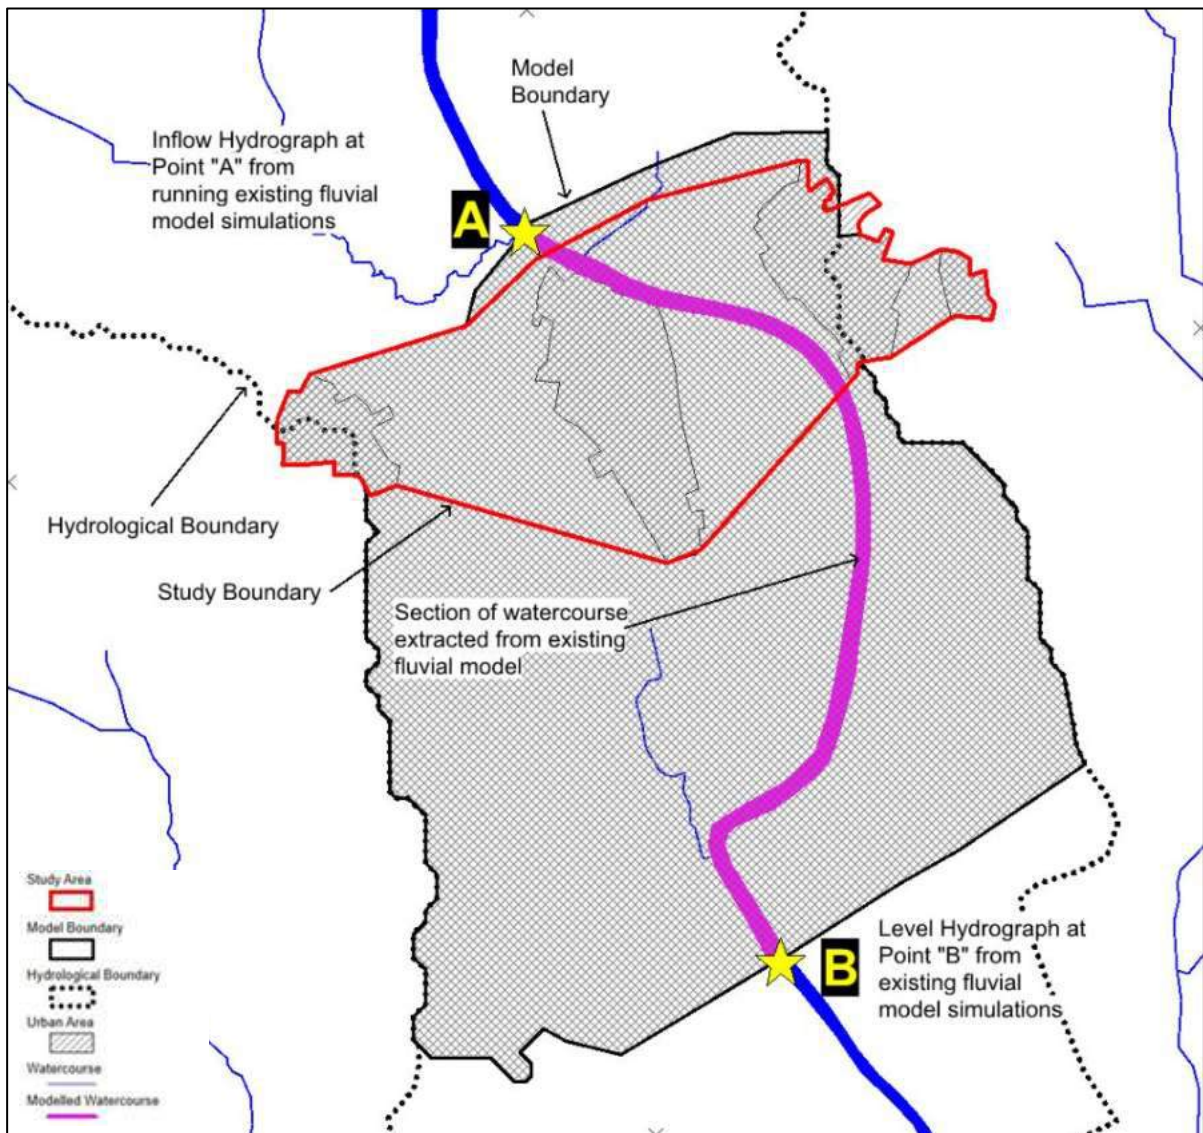 Model
Boundary
Inflow Hydrograph at
Point "A" from
running existing fluvial
model simulations
A
Hydrological Boundary
Study Boundary
Section of watercourse
extracted from existing
fluvial model
Level Hydrograph at
Point "B" from
existing fluvial
model simulations
B
Study Area
Model Boundary
Hydrological Boundary
Urban Area
Watercourse
Modelled Watercourse